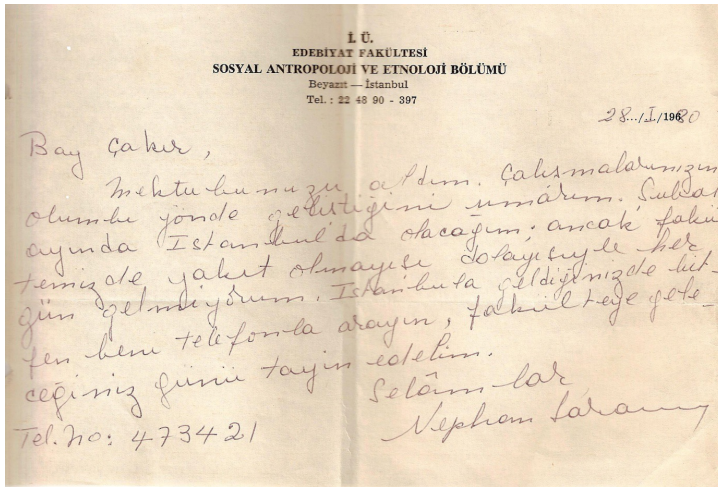 İ. Ü.
EDEBİYAT FAKÜLTESİ
SOSYAL ANTROPOLOJİ VE ETNOLOJİ BÖLÜMÜ
Beyazıt — İstanbul
Tel. : 22 48 90 - 397
28.../I/1980
Bay Çakır,
Mektubunuzu aldım. Çalışmalarınızın
olumlu yönde geliştiğini umarım. Şubat
ayında İstanbul'da olacağım; ancak fakül-
temizde yakıt olmayışı dolayısıyle her
gün gelmiyorum. İstanbula geldiğinizde lüt-
fen beni telefonla arayın, fakülteye gele-
ceğiniz günü tayin edelim.
Selâmlar
Nephan Saran
Tel. no: 473421